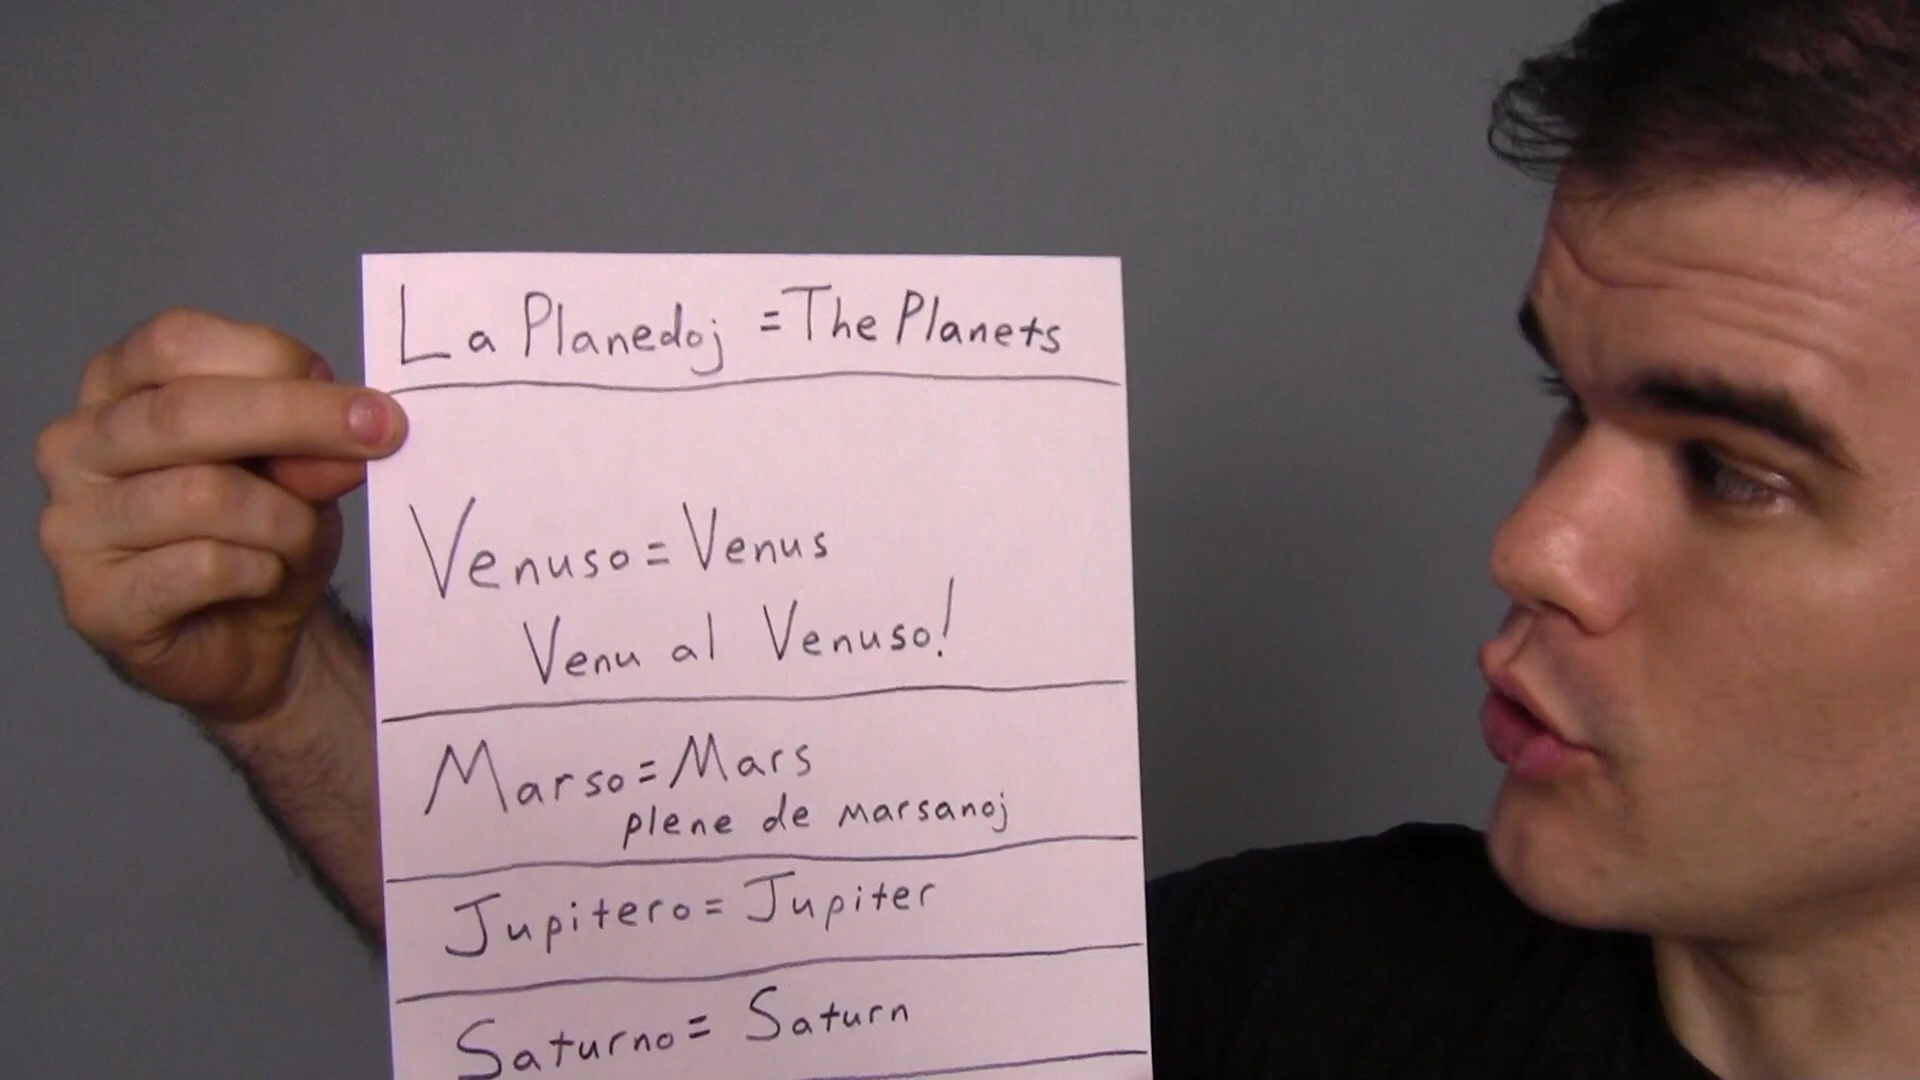 La Planedoj = The Planets
Venuso = Venus
Venu al Venuso!
Marso = Mars
plene de marsanoj
Jupitero = Jupiter
Saturno = Saturn